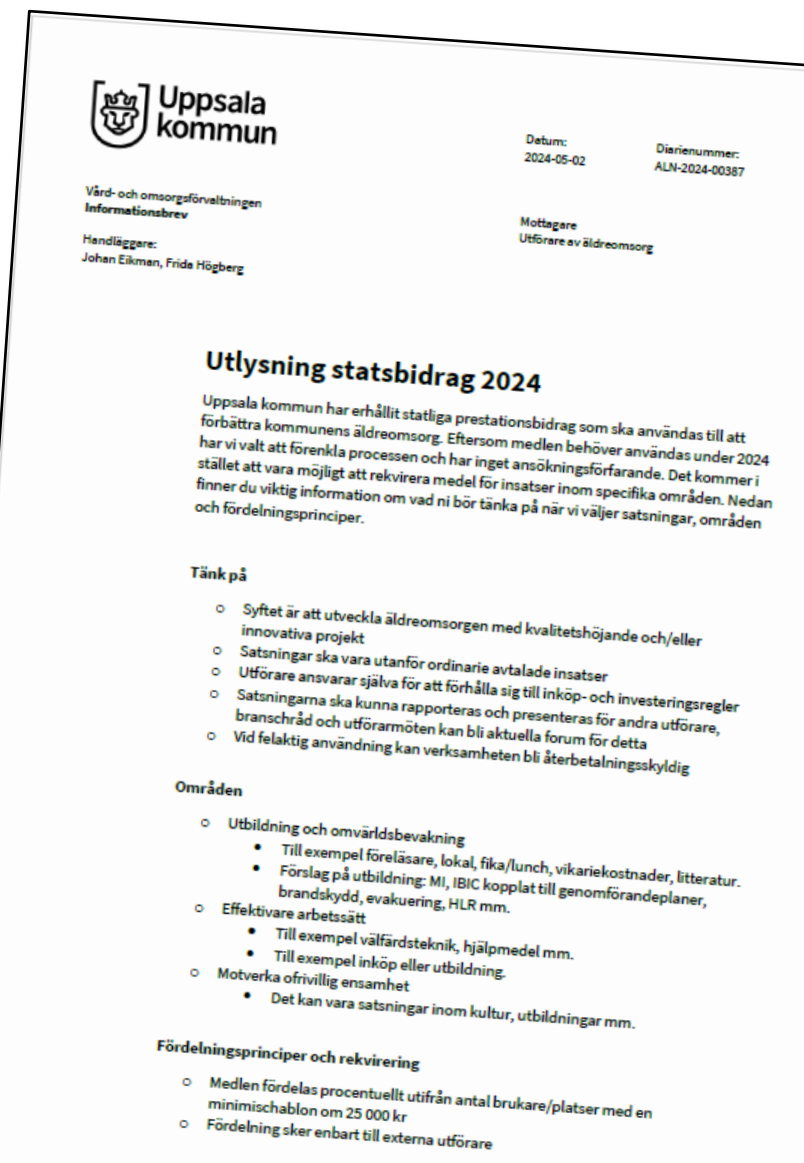 Uppsala
kommun
Datum:
2024-05-02
Diarienummer:
ALN-2024-00387
Vård- och omsorgsförvaltningen
Informationsbrev
Mottagare
Utförare av äldreomsorg
Handläggare:
Johan Eikman, Frida Högberg
Utlysning statsbidrag 2024
Uppsala kommun har erhållit statliga prestationsbidrag som ska användas till att
förbättra kommunens äldreomsorg. Eftersom medlen behöver användas under 2024
har vi valt att förenkla processen och har inget ansökningsförfarande. Det kommer i
stället att vara möjligt att rekvirera medel för insatser inom specifika områden. Nedan
finner du viktig information om vad ni bör tänka på när vi väljer satsningar, områden
och fördelningsprinciper.
Tänk på
○ Syftet är att utveckla äldreomsorgen med kvalitetshöjande och/eller
innovativa projekt
○ Satsningar ska vara utanför ordinarie avtalade insatser
○ Utförare ansvarar själva för att förhålla sig till inköp- och investeringsregler
○ Satsningarna ska kunna rapporteras och presenteras för andra utförare,
branschråd och utförarmöten kan bli aktuella forum för detta
○ Vid felaktig användning kan verksamheten bli återbetalningsskyldig
Områden
○ Utbildning och omvärldsbevakning
• Till exempel föreläsare, lokal, fika/lunch, vikariekostnader, litteratur.
• Förslag på utbildning: MI, IBIC kopplat till genomförandeplaner,
brandskydd, evakuering, HLR mm.
○ Effektivare arbetssätt
• Till exempel välfärdsteknik, hjälpmedel mm.
• Till exempel inköp eller utbildning.
○ Motverka ofrivillig ensamhet
• Det kan vara satsningar inom kultur, utbildningar mm.
Fördelningsprinciper och rekvirering
○ Medlen fördelas procentuellt utifrån antal brukare/platser med en
minimischablon om 25 000 kr
○ Fördelning sker enbart till externa utförare